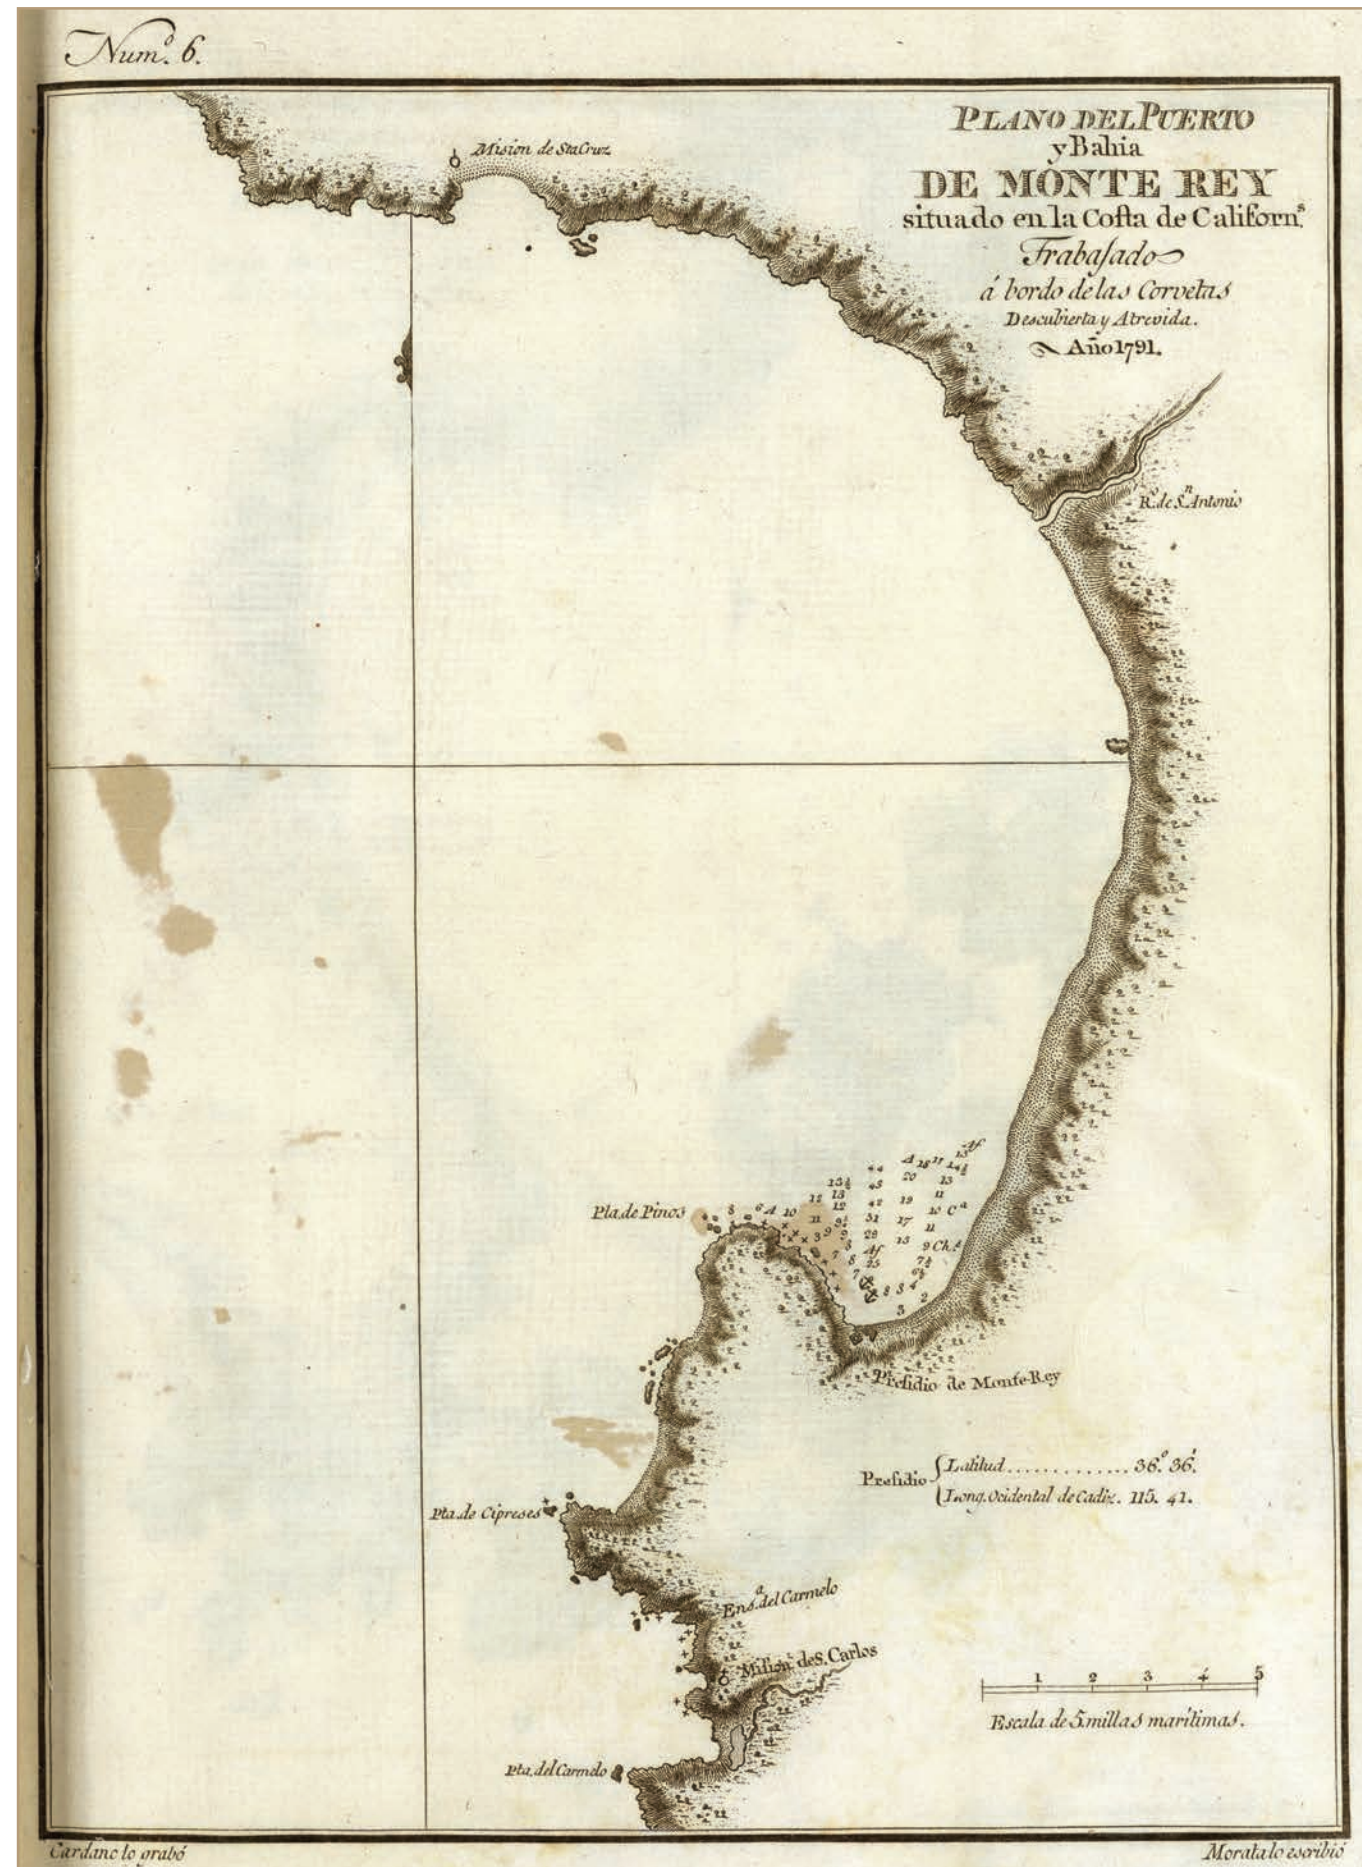 Num.º 6.
PLANO DEL PUERTO
y Bahia
DE MONTE REY
situado en la Costa de Californ.s
Trabajado
á bordo de las Corvetas
Descubierta y Atrevida.
Año 1791.
Mision de Sta Cruz
R.º de S.n Antonio
Pta. de Pinos
Presidio de Monte-Rey
Presidio { Latitud ............. 36.º 36.'
Long. Ocidental de Cadiz. 115. 41.
Pta. de Cipreses
Ens.a del Carmelo
Mision de S. Carlos
1 2 3 4 5
Escala de 5 millas marítimas.
Pta. del Carmelo
Cardano lo grabó
Morata lo escribió